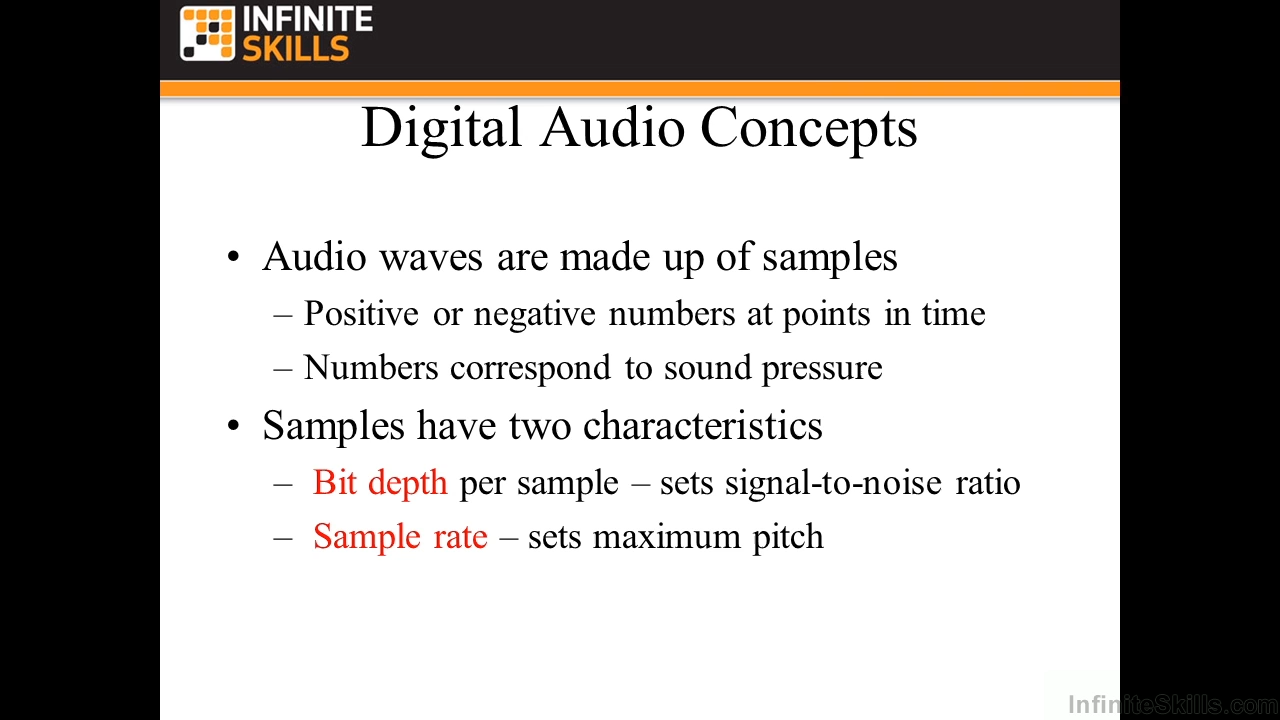 INFINITE
SKILLS
Digital Audio Concepts
• Audio waves are made up of samples
– Positive or negative numbers at points in time
– Numbers correspond to sound pressure
• Samples have two characteristics
– Bit depth per sample – sets signal-to-noise ratio
– Sample rate – sets maximum pitch
InfiniteSkills.com